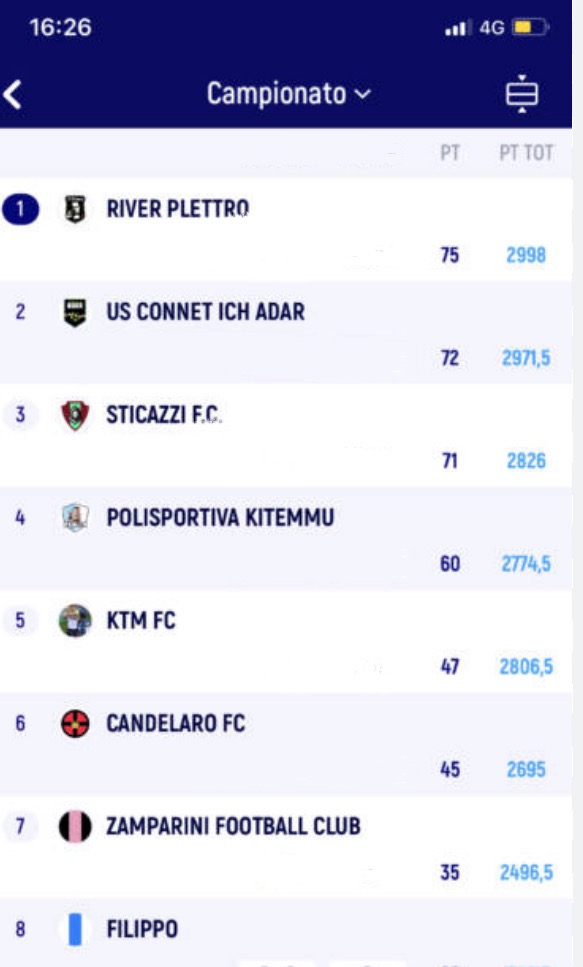 16:26
4G
Campionato
PT PT TOT
1 RIVER PLETTRO
75 2998
2 US CONNET ICH ADAR
72 2971,5
3 STICAZZI F.C.
71 2826
4 POLISPORTIVA KITEMMU
60 2774,5
5 KTM FC
47 2806,5
6 CANDELARO FC
45 2695
7 ZAMPARINI FOOTBALL CLUB
35 2496,5
8 FILIPPO